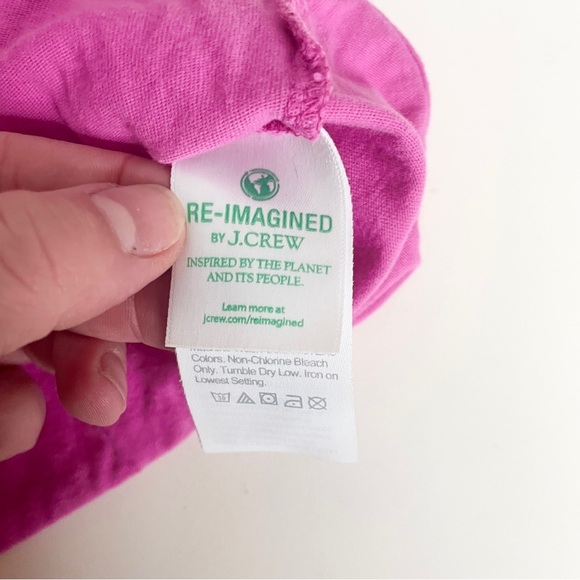 RE-IMAGINED
BY J.CREW
INSPIRED BY THE PLANET
AND ITS PEOPLE.
Learn more at
jcrew.com/reimagined
Colors. Non-Chlorine Bleach
Only. Tumble Dry Low. Iron on
Lowest Setting.